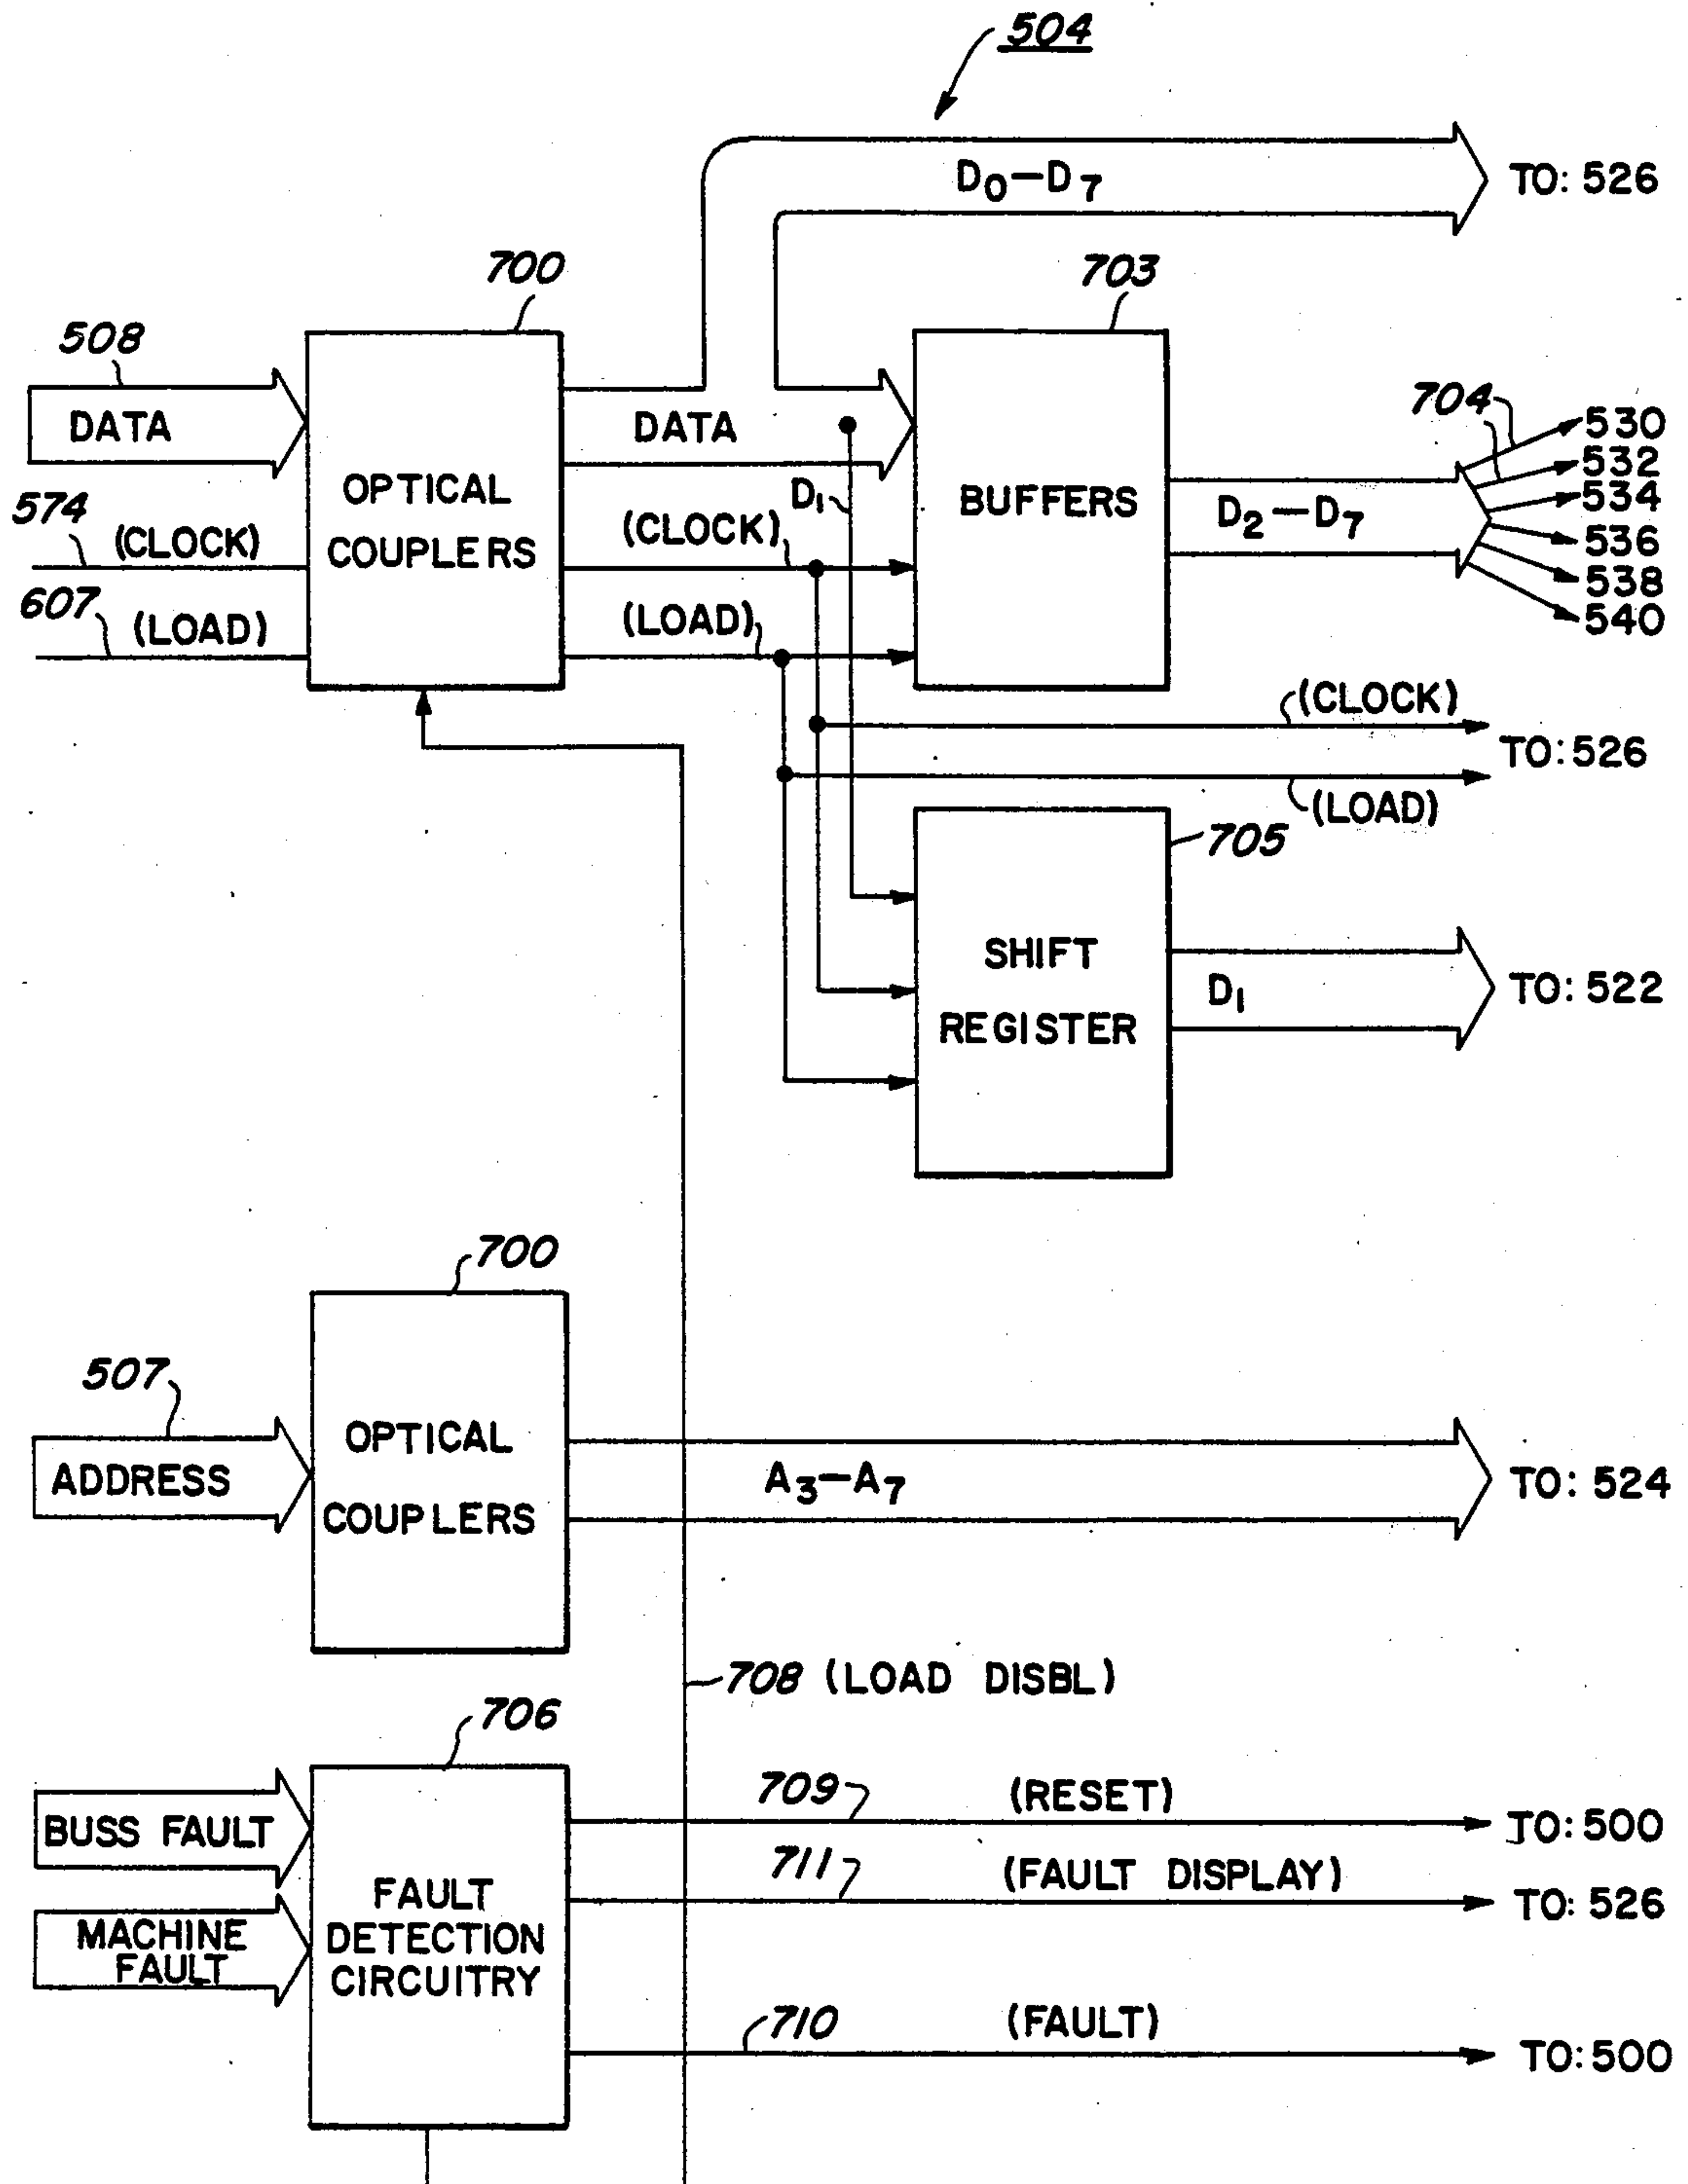 504
D0—D7
TO: 526
700
703
508
DATA
OPTICAL
COUPLERS
DATA
BUFFERS
D2—D7
704
530
532
534
536
538
540
574
(CLOCK)
607
(LOAD)
D1
(CLOCK)
(LOAD)
(CLOCK)
TO: 526
(LOAD)
705
SHIFT
REGISTER
D1
TO: 522
700
507
ADDRESS
OPTICAL
COUPLERS
A3—A7
TO: 524
708 (LOAD DISBL)
706
BUSS FAULT
MACHINE
FAULT
FAULT
DETECTION
CIRCUITRY
709
(RESET)
TO: 500
711
(FAULT DISPLAY)
TO: 526
710
(FAULT)
TO: 500